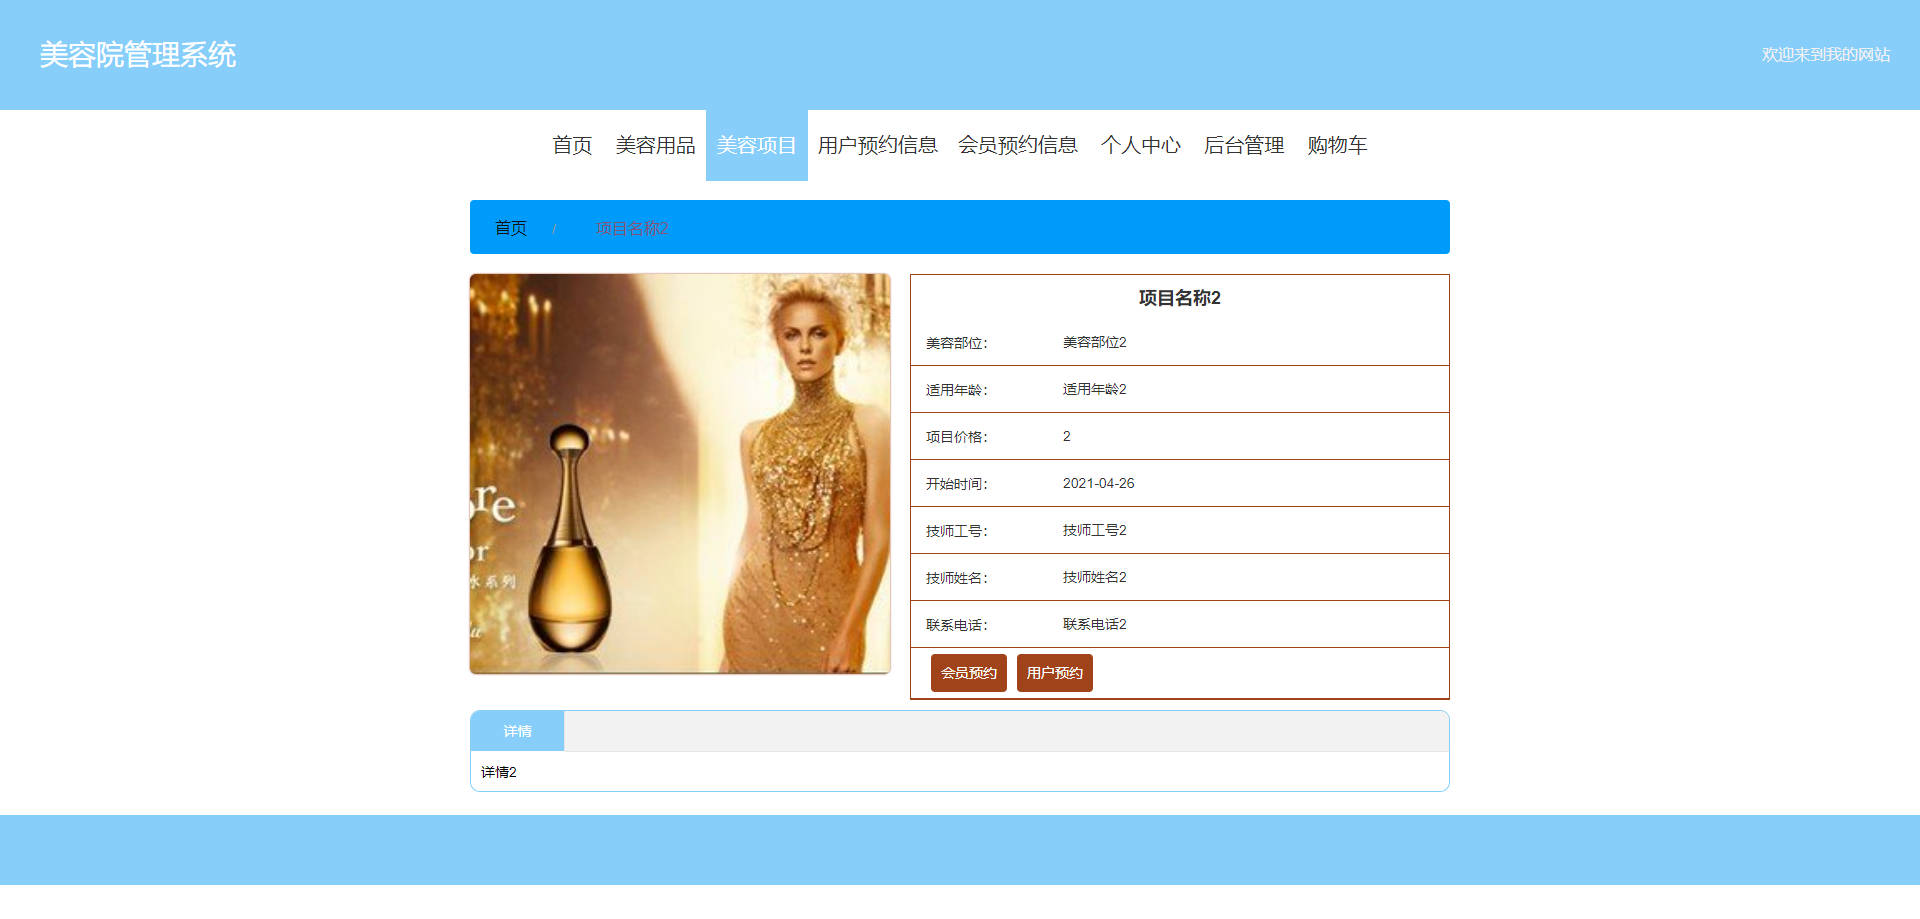 美容院管理系统
欢迎来到我的网站
首页 美容用品 美容项目 用户预约信息 会员预约信息 个人中心 后台管理 购物车
首页 / 项目名称2
re
or
水系列
项目名称2
美容部位： 美容部位2
适用年龄： 适用年龄2
项目价格： 2
开始时间： 2021-04-26
技师工号： 技师工号2
技师姓名： 技师姓名2
联系电话： 联系电话2
会员预约 用户预约
详情
详情2